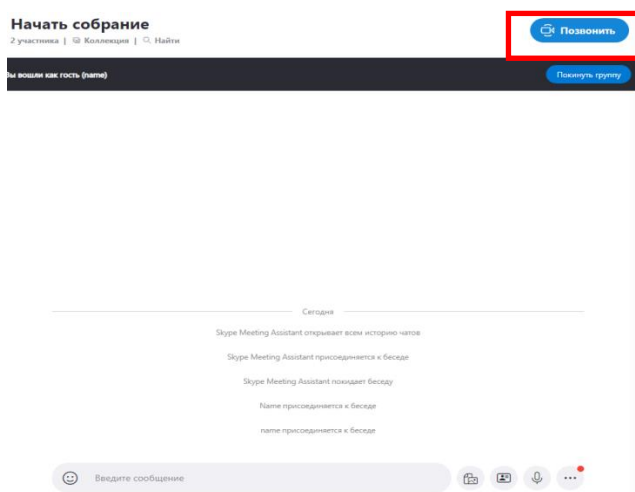 Начать собрание
Позвонить
2 участника | Коллекция | Найти
Вы вошли как гость (name)
Покинуть группу
Сегодня
Skype Meeting Assistant открывает всем историю чатов
Skype Meeting Assistant присоединяется к беседе
Skype Meeting Assistant покидает беседу
Name присоединяется к беседе
name присоединяется к беседе
Введите сообщение